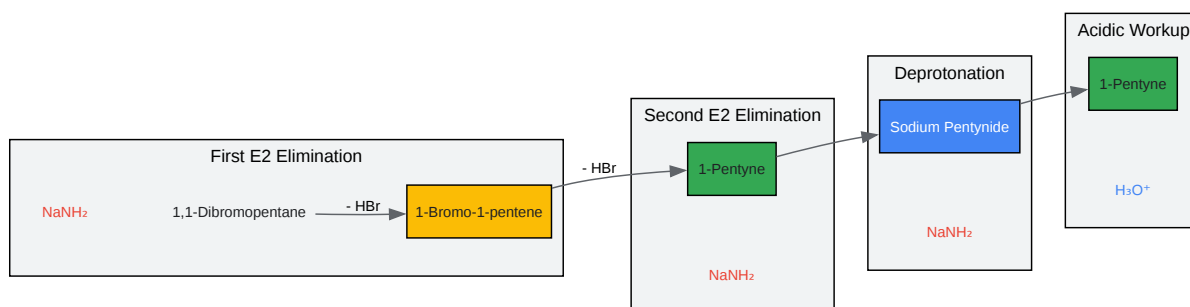 First E2 Elimination
NaNH₂
1,1-Dibromopentane
- HBr
1-Bromo-1-pentene
- HBr
Second E2 Elimination
1-Pentyne
NaNH₂
Deprotonation
Sodium Pentynide
NaNH₂
Acidic Workup
1-Pentyne
H₃O⁺